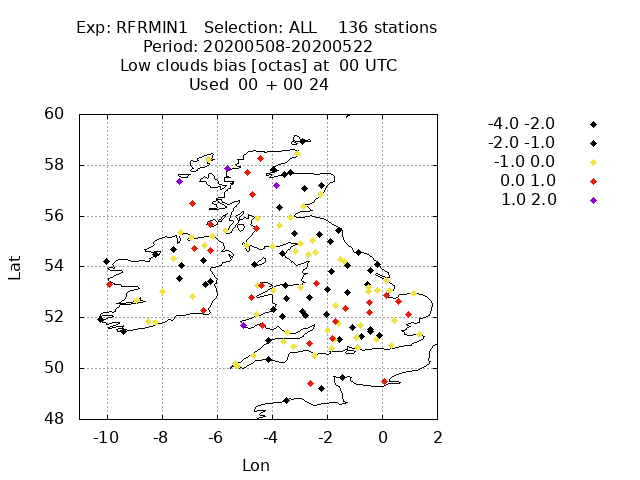 Exp: RFRMIN1   Selection: ALL    136 stations
Period: 20200508-20200522
Low clouds bias [octas] at  00 UTC
Used  00 + 00 24
-4.0 -2.0
-2.0 -1.0
-1.0 0.0
0.0 1.0
1.0 2.0
60
58
56
54
52
50
48
Lat
-10 -8 -6 -4 -2 0 2
Lon